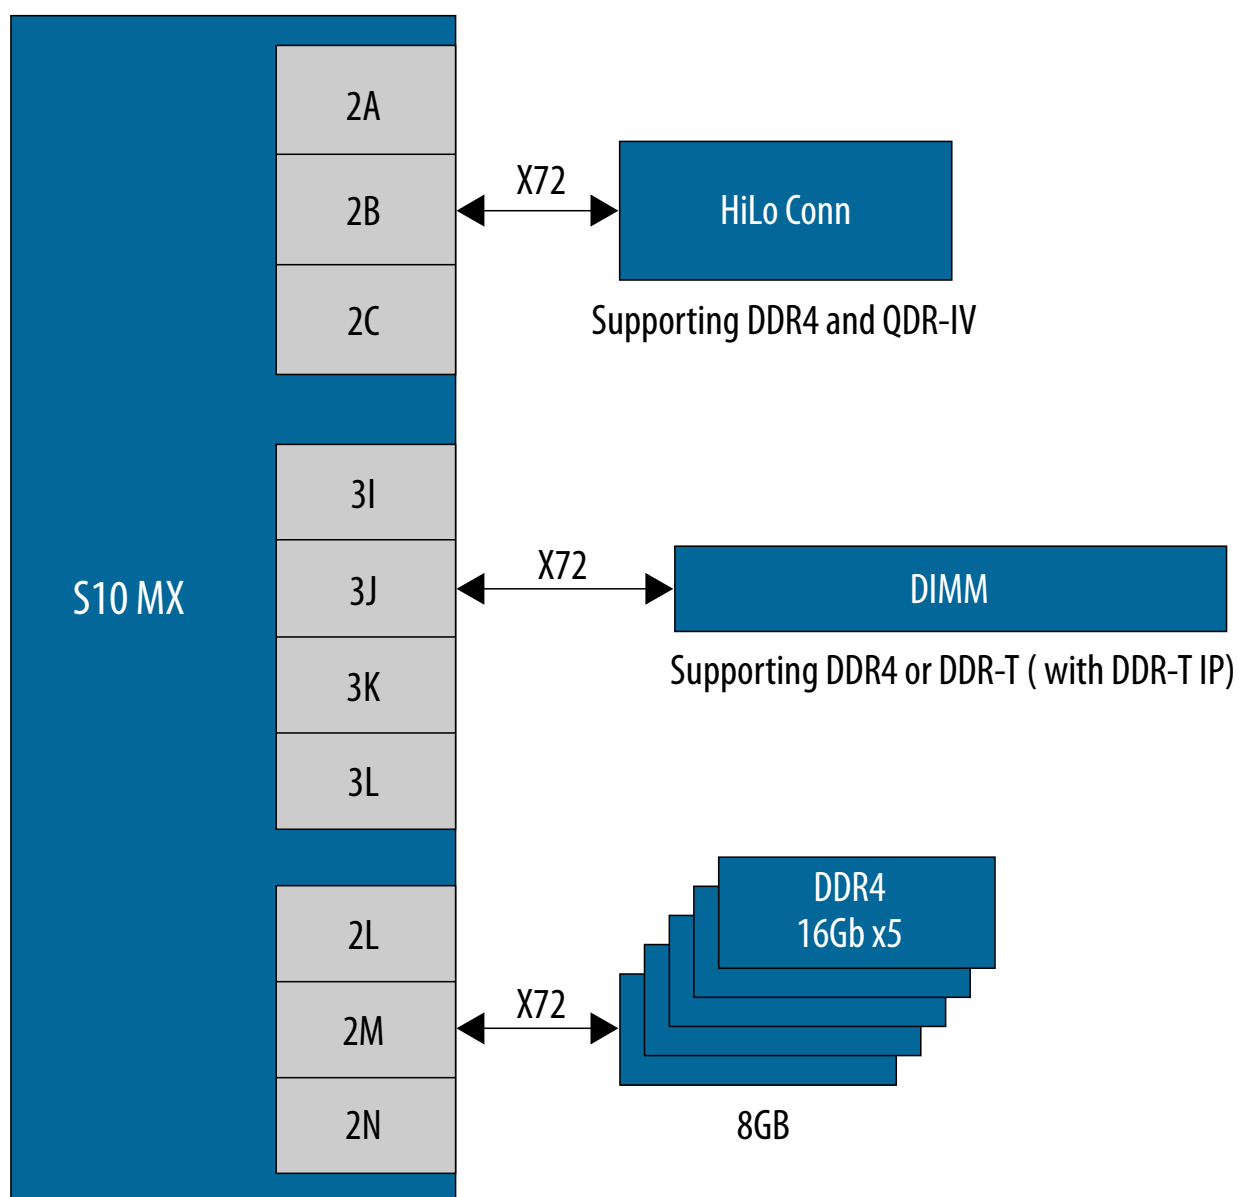 S10 MX
2A
2B
2C
X72
HiLo Conn
Supporting DDR4 and QDR-IV
3I
3J
3K
3L
X72
DIMM
Supporting DDR4 or DDR-T ( with DDR-T IP)
2L
2M
2N
X72
DDR4
16Gb x5
8GB